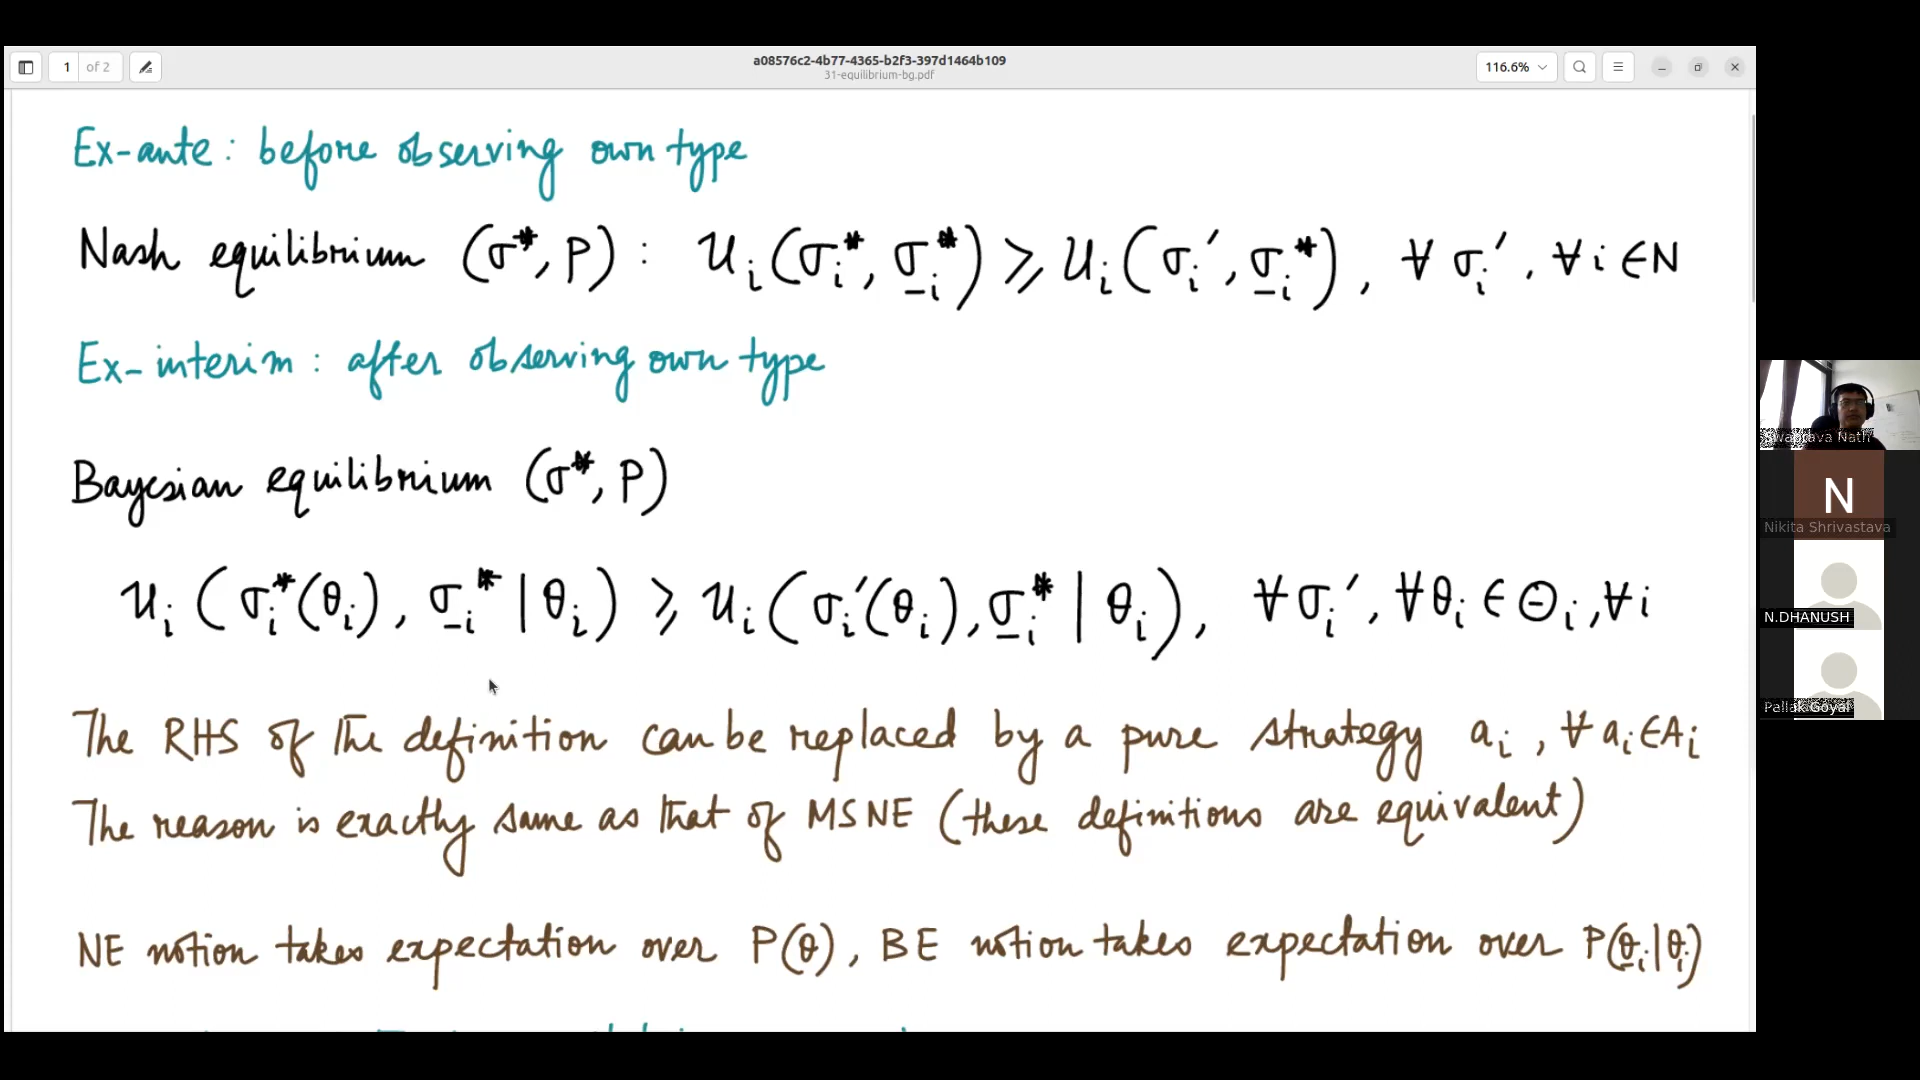 a08576c2-4b77-4365-b2f3-397d1464b109
31-equilibrium-bg.pdf
1 of 2
116.6%
Ex-ante : before observing own type
Nash equilibrium (σ*, P) : u_i(σ_i*, σ_-i*) ≥ u_i(σ_i', σ_-i*), ∀ σ_i', ∀ i ∈ N
Ex-interim : after observing own type
Bayesian equilibrium (σ*, P)
u_i(σ_i*(θ_i), σ_-i* | θ_i) ≥ u_i(σ_i'(θ_i), σ_-i* | θ_i), ∀ σ_i', ∀ θ_i ∈ Θ_i, ∀ i
The RHS of the definition can be replaced by a pure strategy a_i, ∀ a_i ∈ A_i
The reason is exactly same as that of MSNE (these definitions are equivalent)
NE notion takes expectation over P(θ), BE notion takes expectation over P(θ_-i | θ_i)
Swaprava Nath
N
Nikita Shrivastava
N.DHANUSH
Pallak Goyal